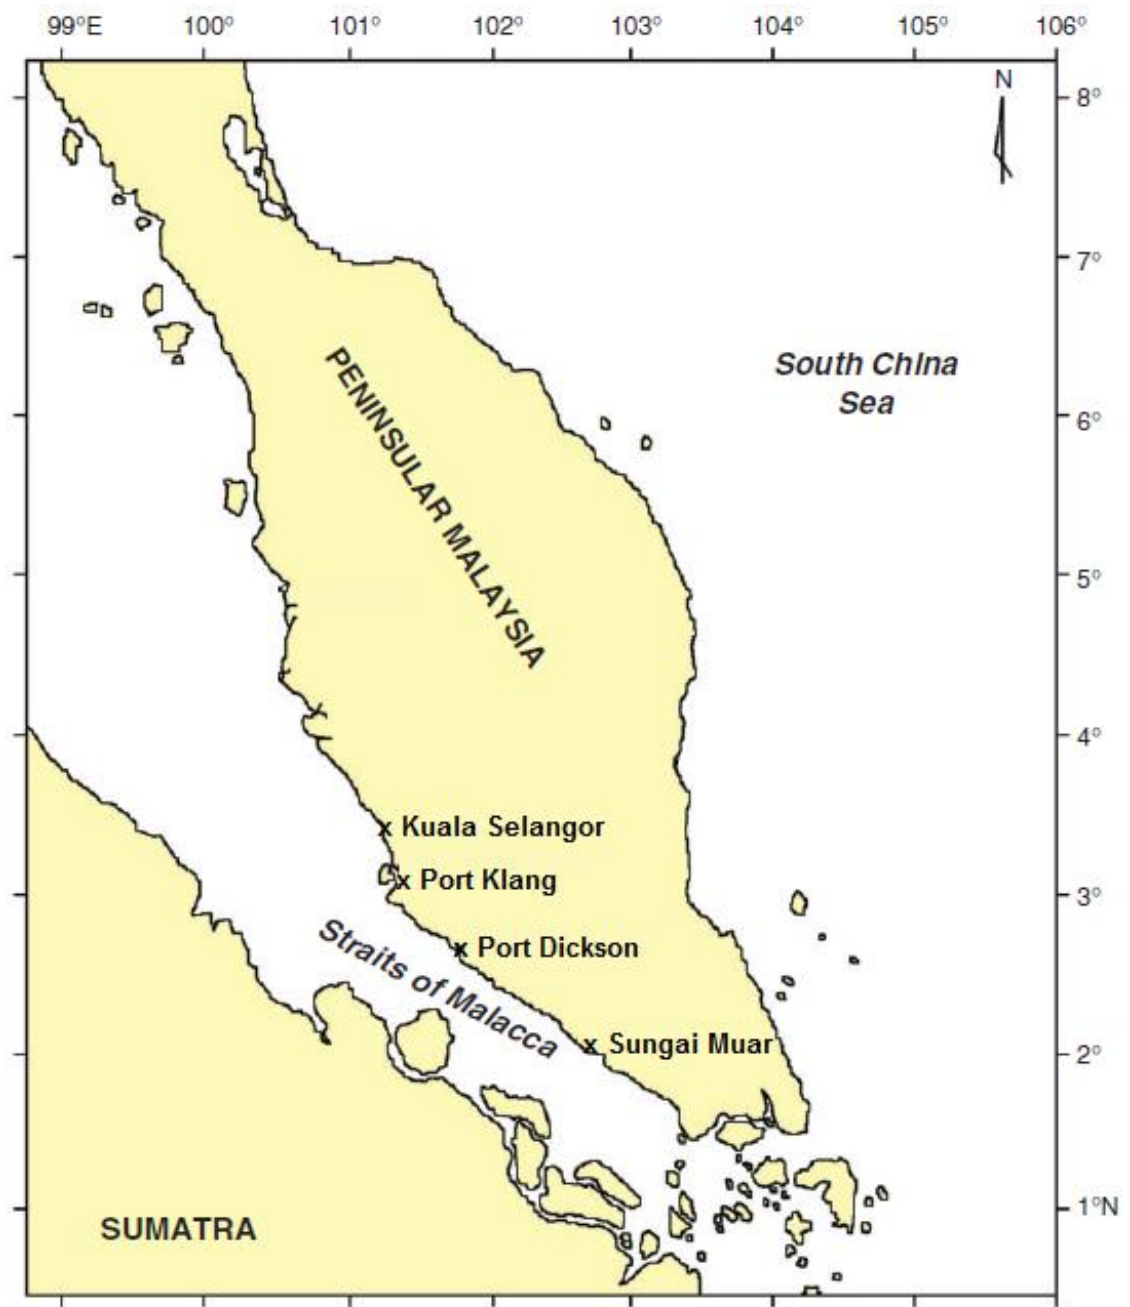 99°E 100° 101° 102° 103° 104° 105° 106°
N
8°
7°
South China
Sea
PENINSULAR MALAYSIA
6°
5°
4°
x Kuala Selangor
x Port Klang
3°
x Port Dickson
Straits of Malacca
x Sungai Muar
2°
1°N
SUMATRA